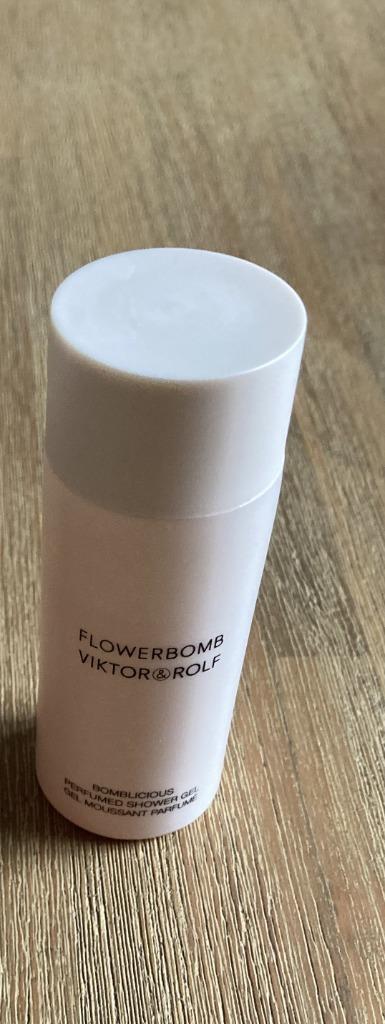 FLOWERBOMB
VIKTOR&ROLF
BOMBLICIOUS
PERFUMED SHOWER GEL
GEL MOUSSANT PARFUMÉ